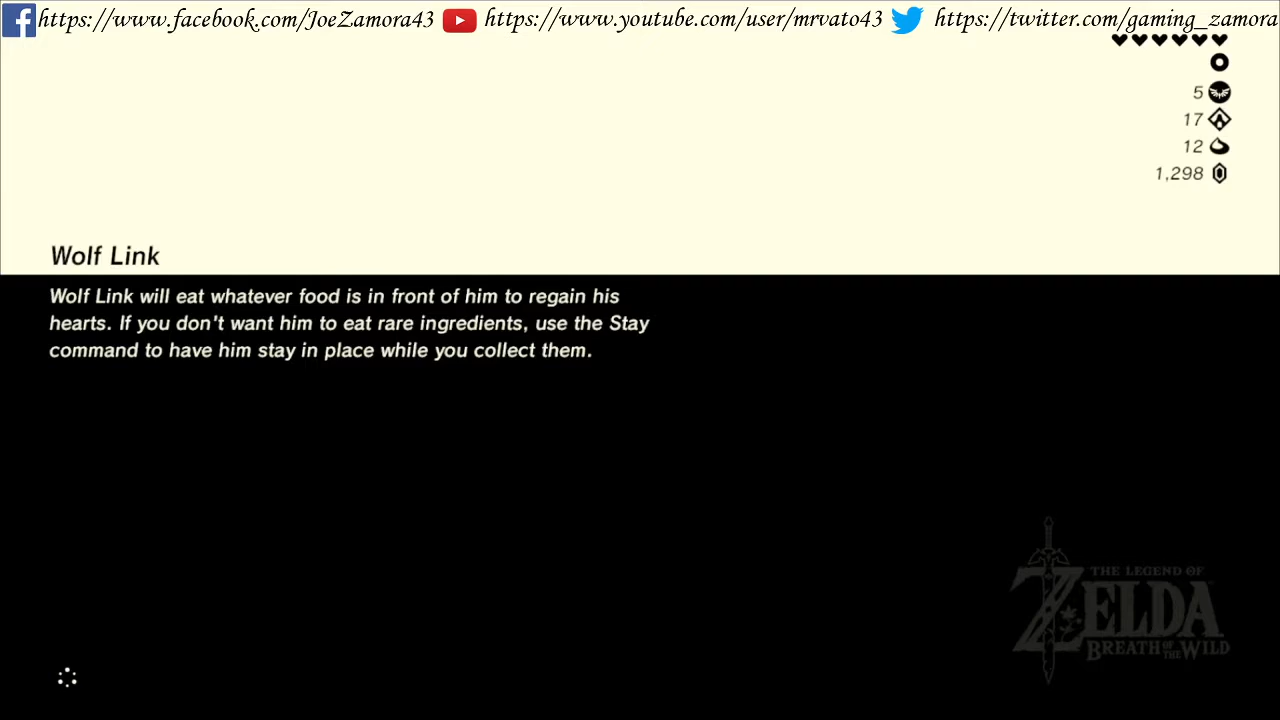 https://www.facebook.com/JoeZamora43 https://www.youtube.com/user/mrvato43 https://twitter.com/gaming_zamora
5
17
12
1,298
Wolf Link
Wolf Link will eat whatever food is in front of him to regain his
hearts. If you don't want him to eat rare ingredients, use the Stay
command to have him stay in place while you collect them.
THE LEGEND OF
ZELDA
BREATH OF THE WILD